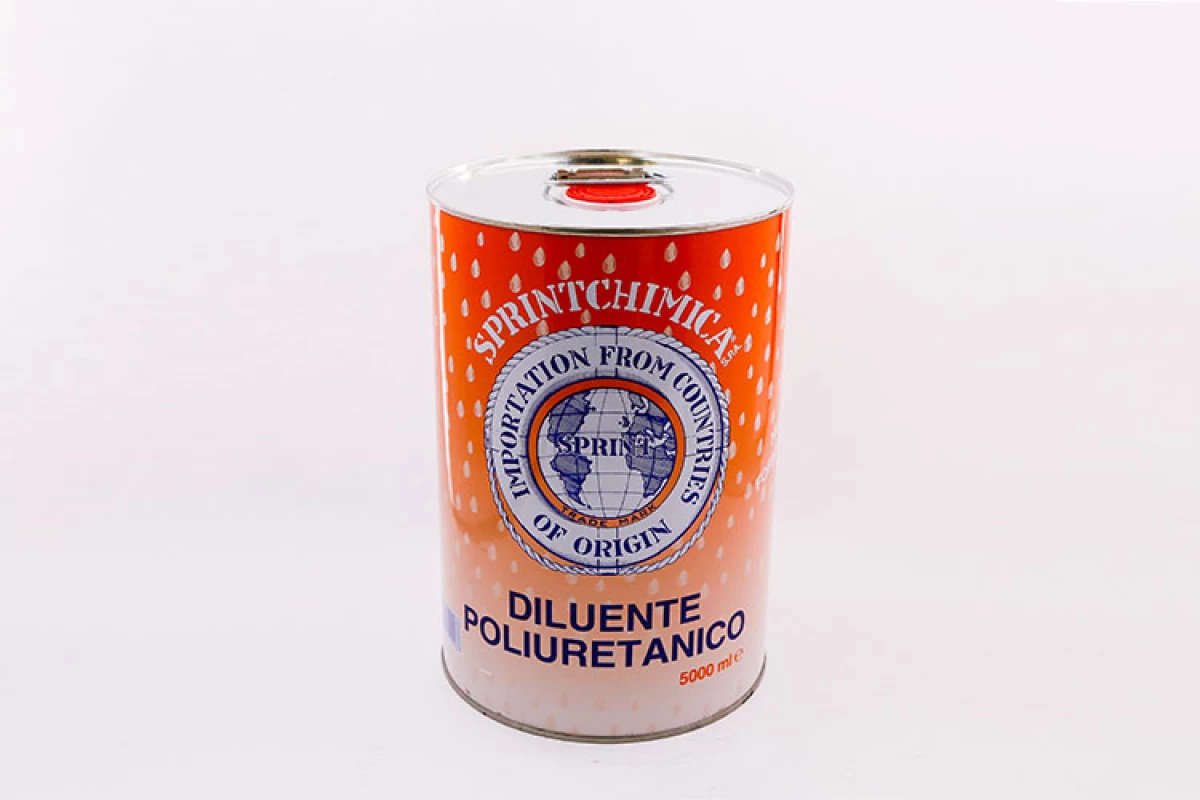 SPRINTCHIMICA S.P.A.
IMPORTATION FROM COUNTRIES
OF ORIGIN
SPRINT
TRADE MARK
DILUENTE
POLIURETANICO
5000 ml ℮